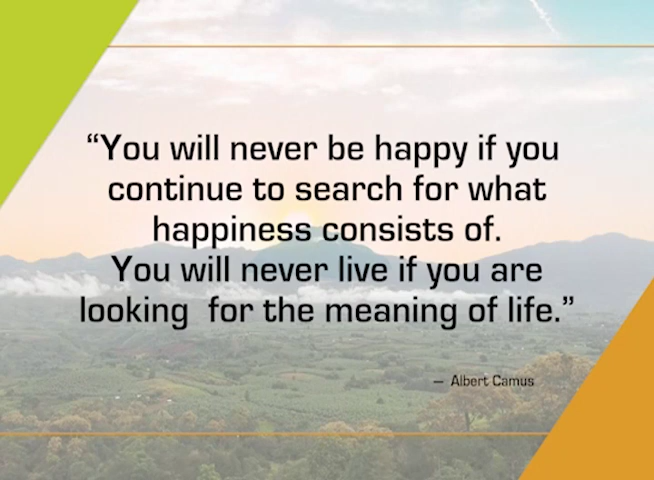 “You will never be happy if you
continue to search for what
happiness consists of.
You will never live if you are
looking  for the meaning of life.”
— Albert Camus